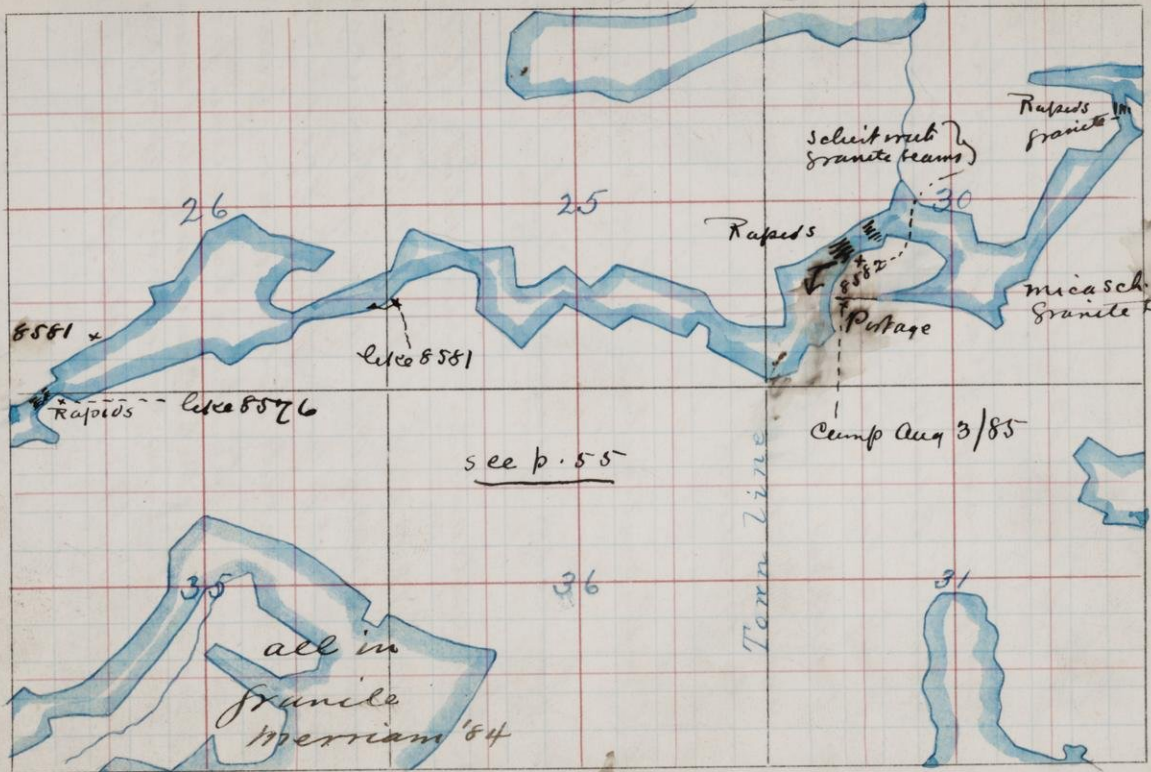 Rapids
granite
schist with
granite seams
26
25
30
Rapids
8582
micasch.
granite
8581
Portage
like 8581
Rapids
like 8576
Camp Aug 3/85
see p. 55
Town Line
35
36
31
all in
granite
Merriam '84